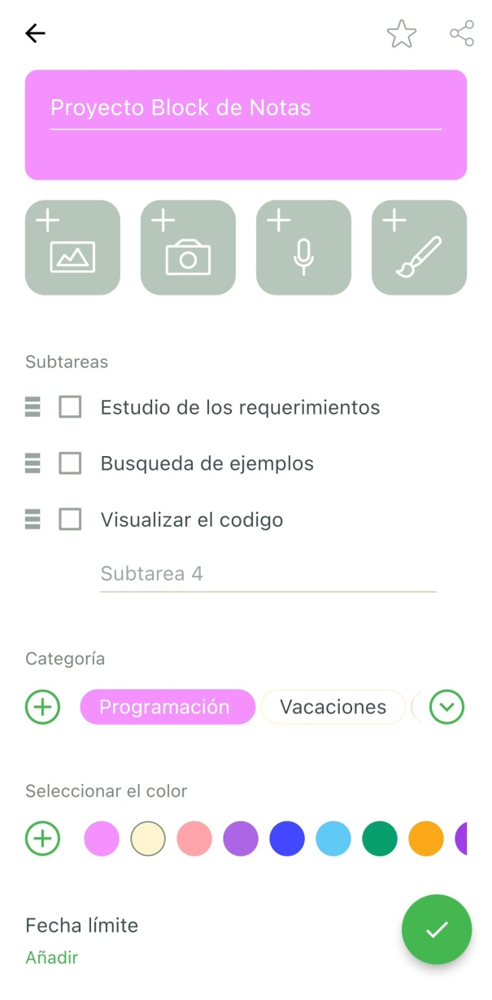 Proyecto Block de Notas
Subtareas
Estudio de los requerimientos
Busqueda de ejemplos
Visualizar el codigo
Subtarea 4
Categoría
Programación Vacaciones
Seleccionar el color
Fecha límite
Añadir